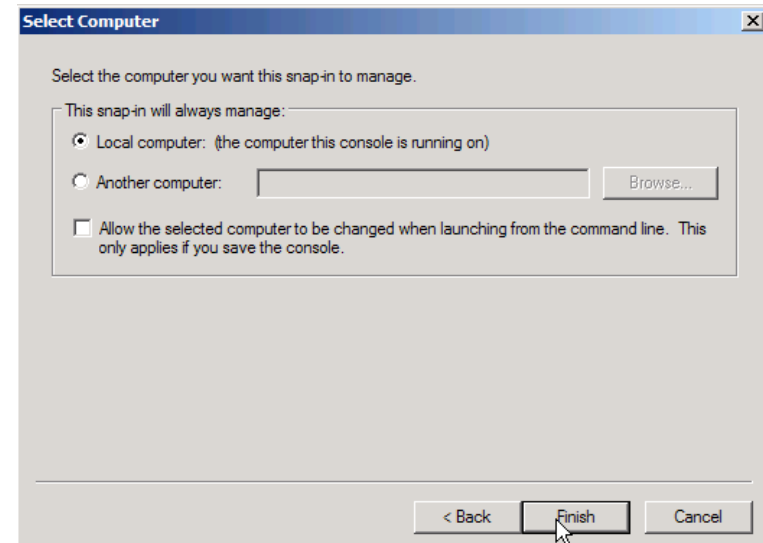 Select Computer
Select the computer you want this snap-in to manage.
This snap-in will always manage:
Local computer: (the computer this console is running on)
Another computer:
Browse...
Allow the selected computer to be changed when launching from the command line. This
only applies if you save the console.
< Back
Finish
Cancel